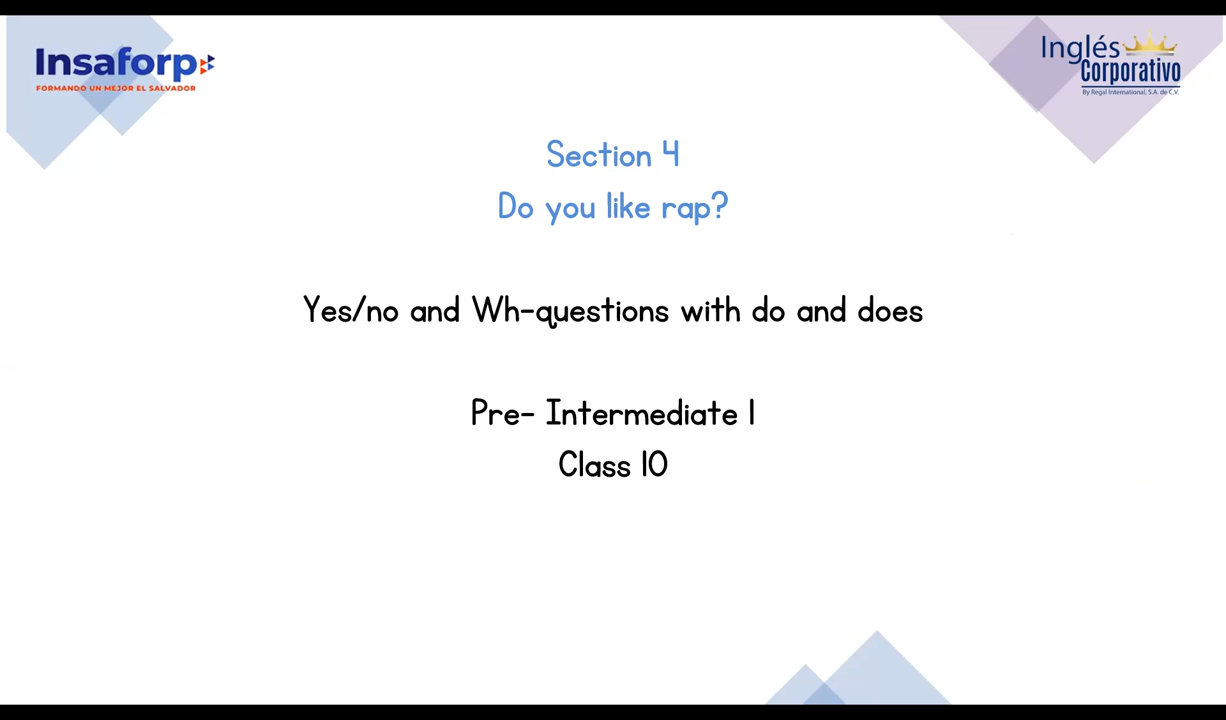 Insaforp
FORMANDO UN MEJOR EL SALVADOR
Inglés
Corporativo
By Regal International, S.A. de C.V.
Section 4
Do you like rap?
Yes/no and Wh-questions with do and does
Pre- Intermediate 1
Class 10